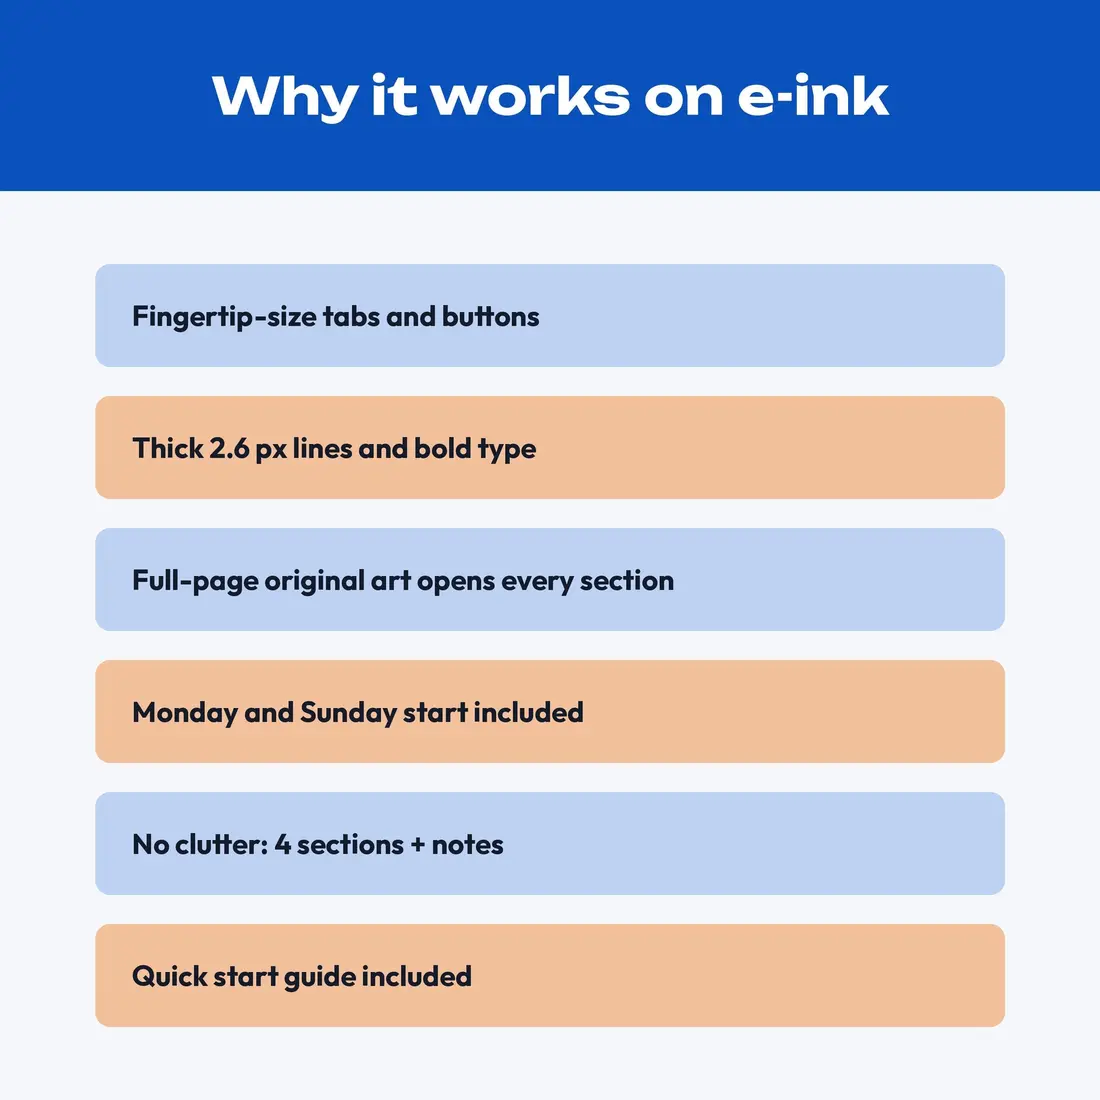 Why it works on e-ink
Fingertip-size tabs and buttons
Thick 2.6 px lines and bold type
Full-page original art opens every section
Monday and Sunday start included
No clutter: 4 sections + notes
Quick start guide included